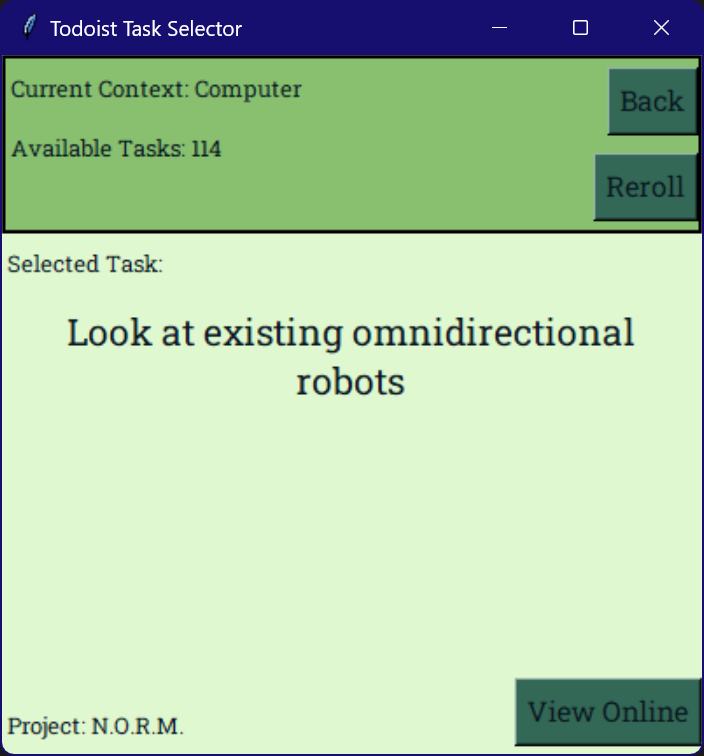 Todoist Task Selector
Current Context: Computer
Back
Available Tasks: 114
Reroll
Selected Task:
Look at existing omnidirectional
robots
Project: N.O.R.M.
View Online